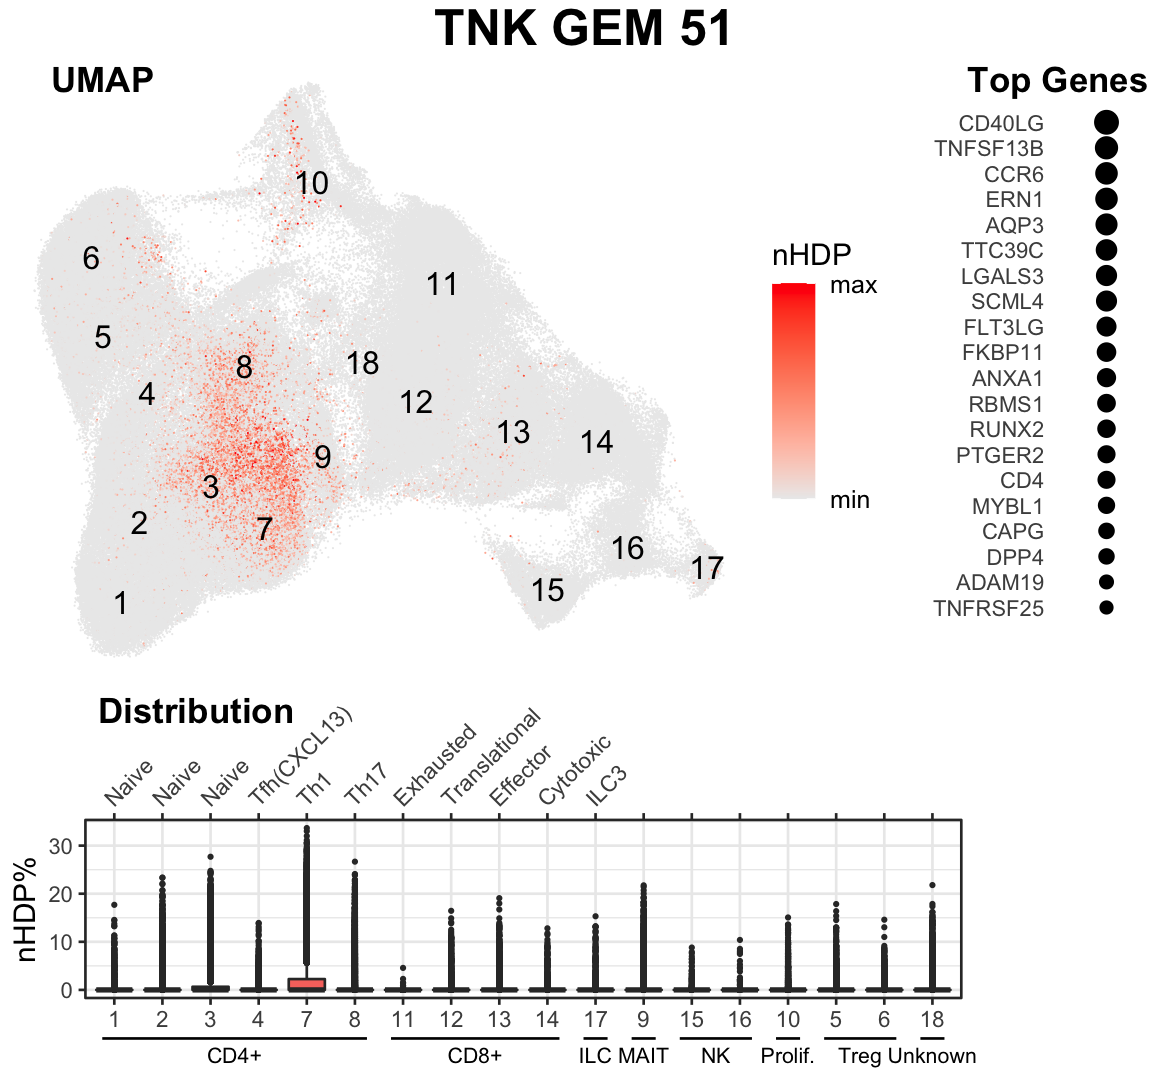 TNK GEM 51
UMAP
Top Genes
10
6
11
5
8
18
4
12
13
14
9
3
7
2
16
17
15
1
nHDP
max
min
CD40LG
TNFSF13B
CCR6
ERN1
AQP3
TTC39C
LGALS3
SCML4
FLT3LG
FKBP11
ANXA1
RBMS1
RUNX2
PTGER2
CD4
MYBL1
CAPG
DPP4
ADAM19
TNFRSF25
Distribution
Naive
Naive
Naive
Tfh(CXCL13)
Th1
Th17
Exhausted
Translational
Effector
Cytotoxic
ILC3
nHDP%
30
20
10
0
1 2 3 4 7 8 11 12 13 14 17 9 15 16 10 5 6 18
CD4+ CD8+ ILC MAIT NK Prolif. Treg Unknown